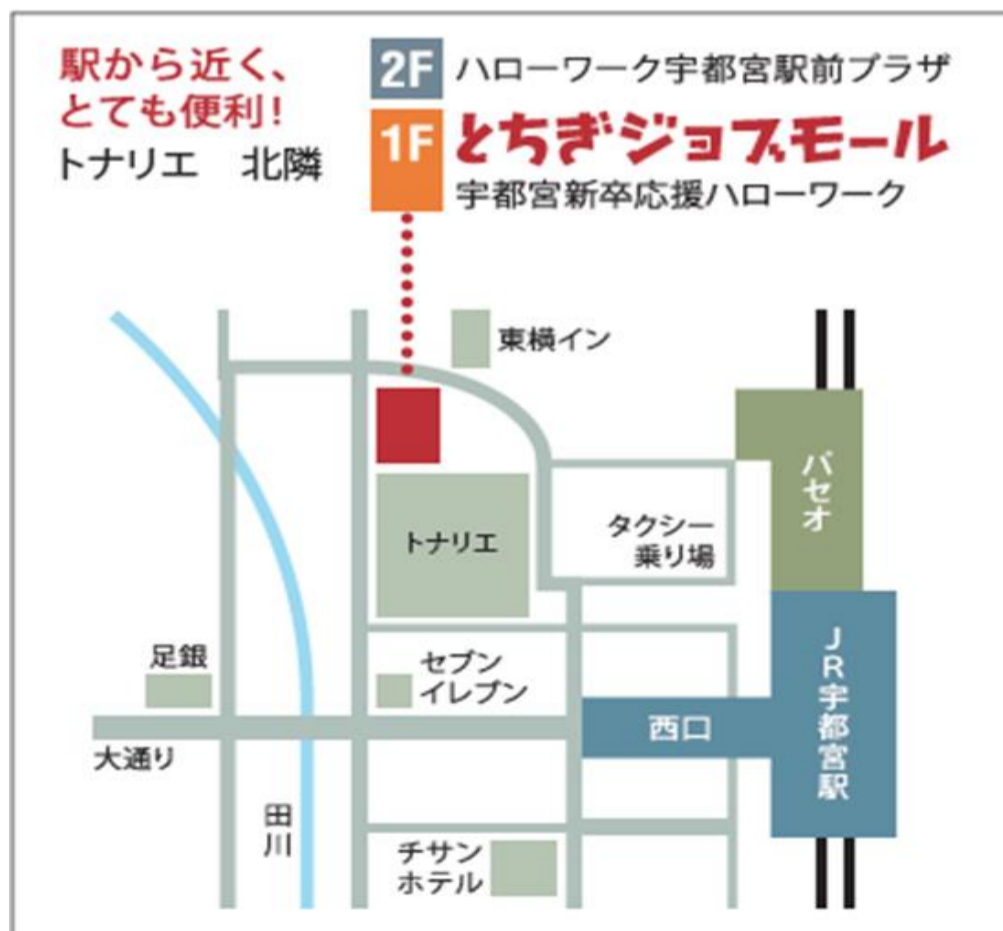 駅から近く、
とても便利!
トナリエ 北隣
2F ハローワーク宇都宮駅前プラザ
1F とちぎジョブモール
宇都宮新卒応援ハローワーク
東横イン
パセオ
トナリエ
タクシー
乗り場
足銀
セブン
イレブン
JR宇都宮駅
西口
大通り
田川
チサン
ホテル